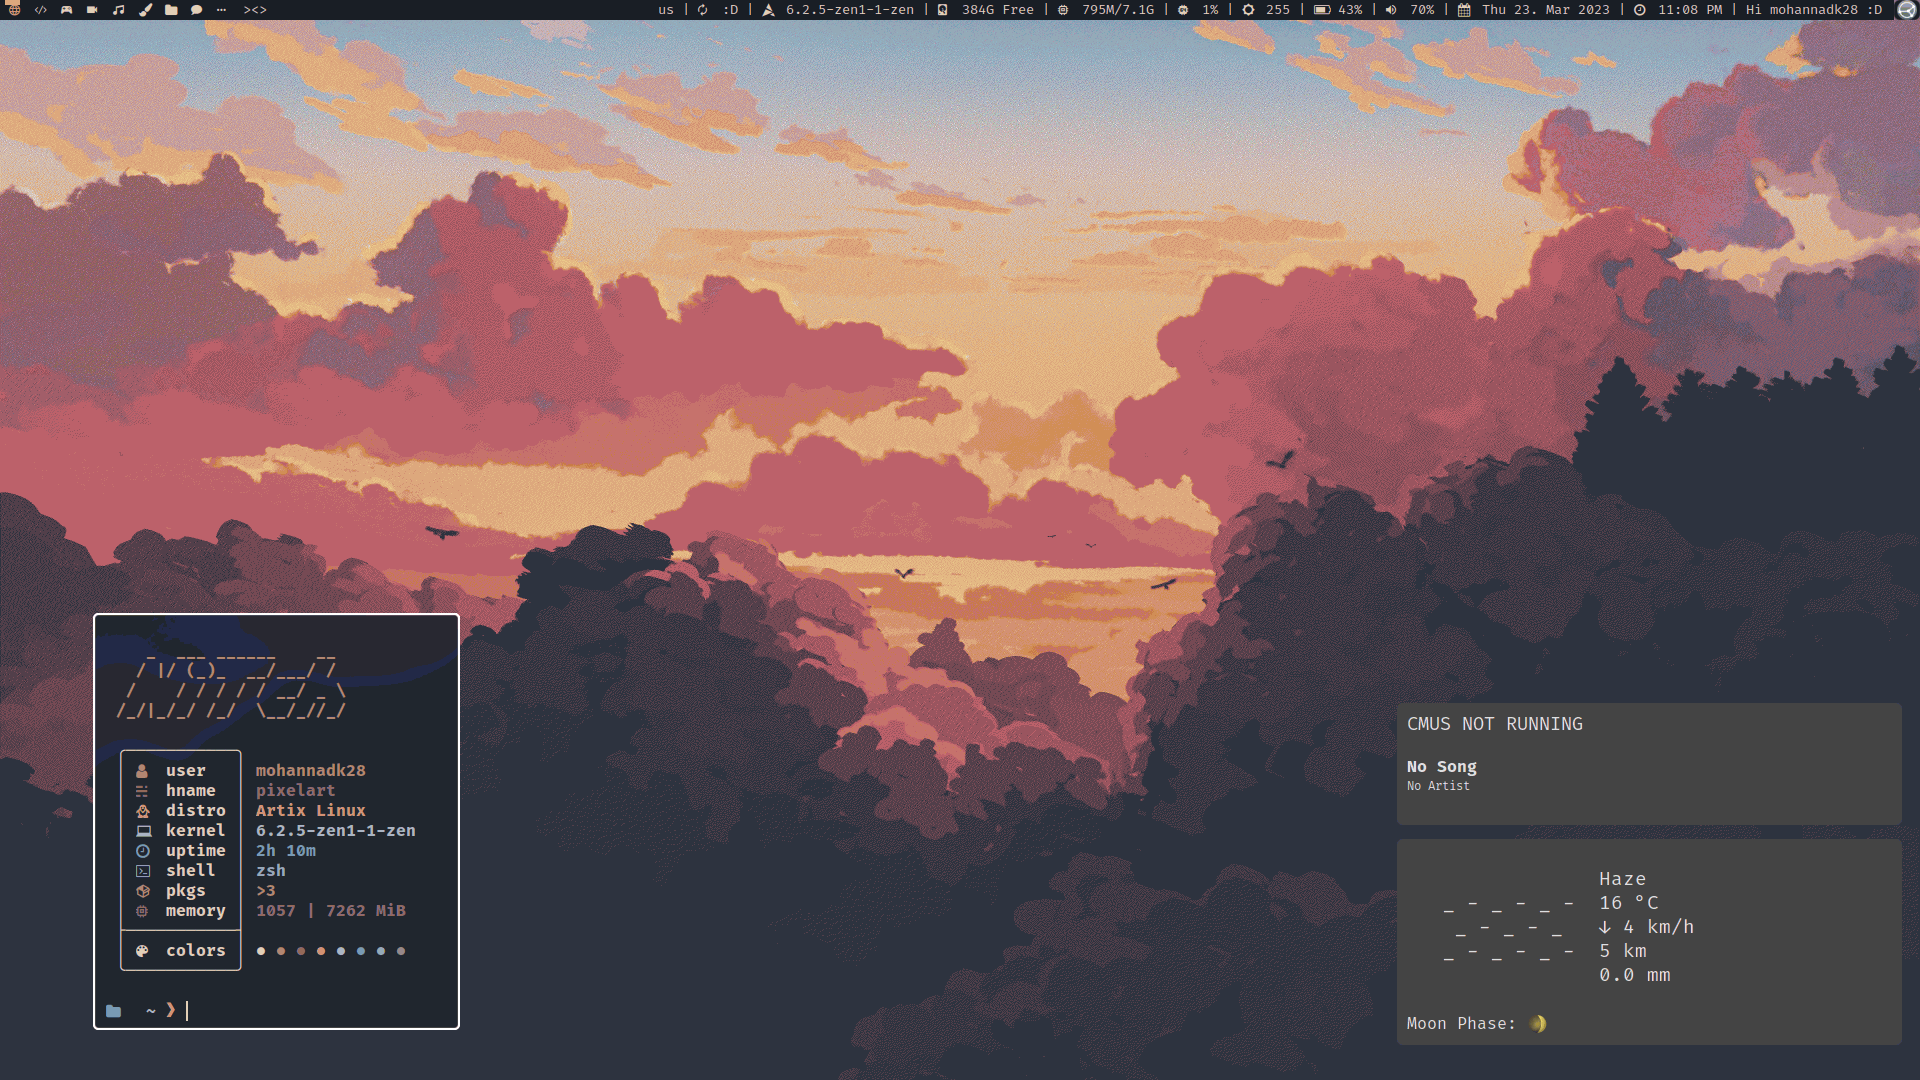 ><> us | :D | 6.2.5-zen1-1-zen | 384G Free | 795M/7.1G | 1% | 255 | 43% | 70% | Thu 23. Mar 2023 | 11:08 PM | Hi mohannadk28 :D
user mohannadk28
hname pixelart
distro Artix Linux
kernel 6.2.5-zen1-1-zen
uptime 2h 10m
shell zsh
pkgs >3
memory 1057 | 7262 MiB
colors
~ ❯
CMUS NOT RUNNING
No Song
No Artist
Haze
16 °C
↓ 4 km/h
5 km
0.0 mm
Moon Phase: